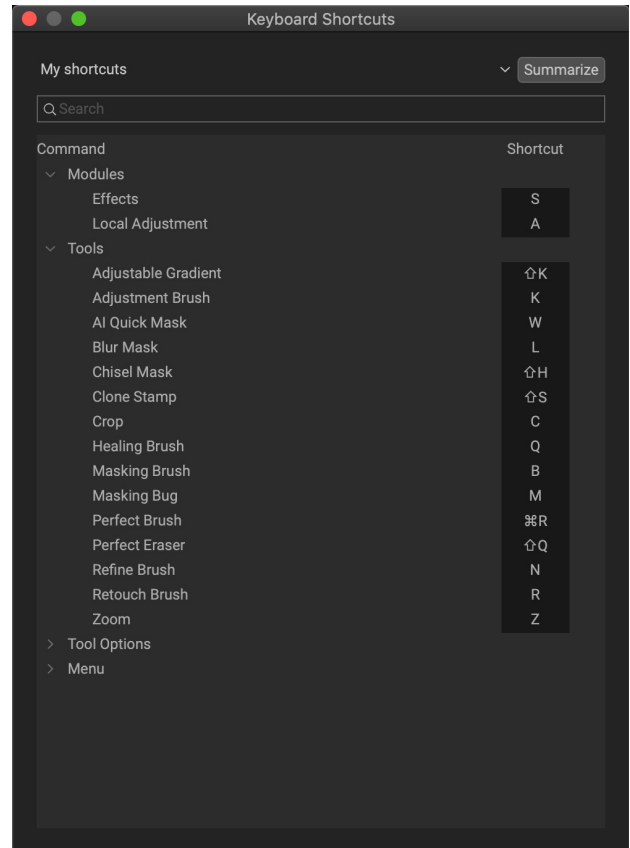 Keyboard Shortcuts
My shortcuts Summarize
Search
Command Shortcut
Modules
Effects S
Local Adjustment A
Tools
Adjustable Gradient ⇧K
Adjustment Brush K
AI Quick Mask W
Blur Mask L
Chisel Mask ⇧H
Clone Stamp ⇧S
Crop C
Healing Brush Q
Masking Brush B
Masking Bug M
Perfect Brush ⌘R
Perfect Eraser ⇧Q
Refine Brush N
Retouch Brush R
Zoom Z
Tool Options
Menu